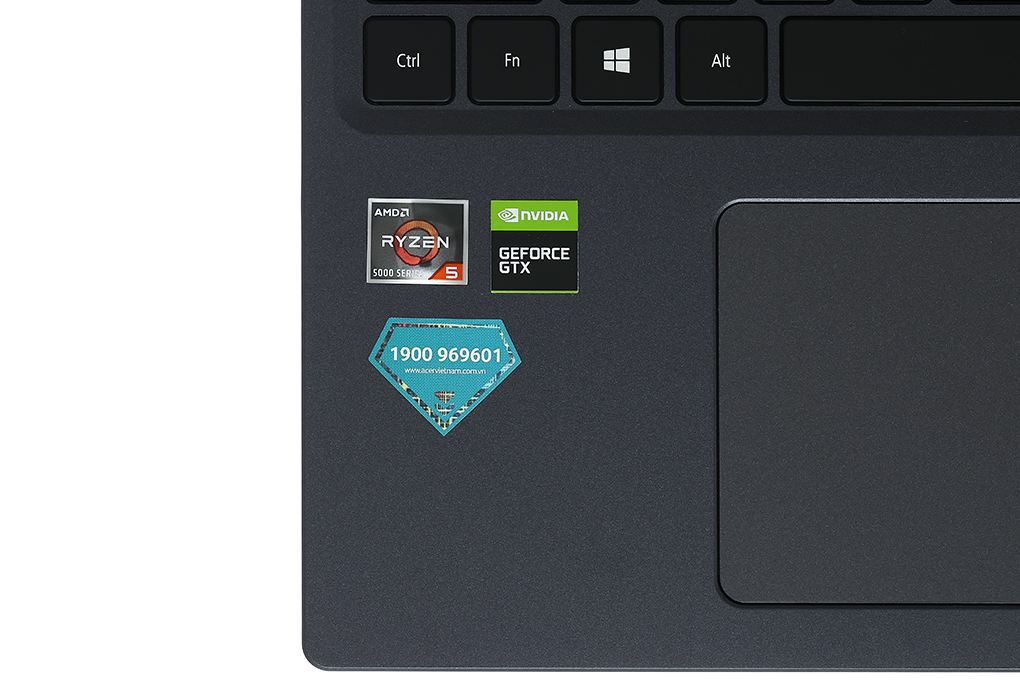 Ctrl Fn Alt
AMD
RYZEN
5000 SERIES 5
NVIDIA
GEFORCE
GTX
1900 969601
www.acervietnam.com.vn